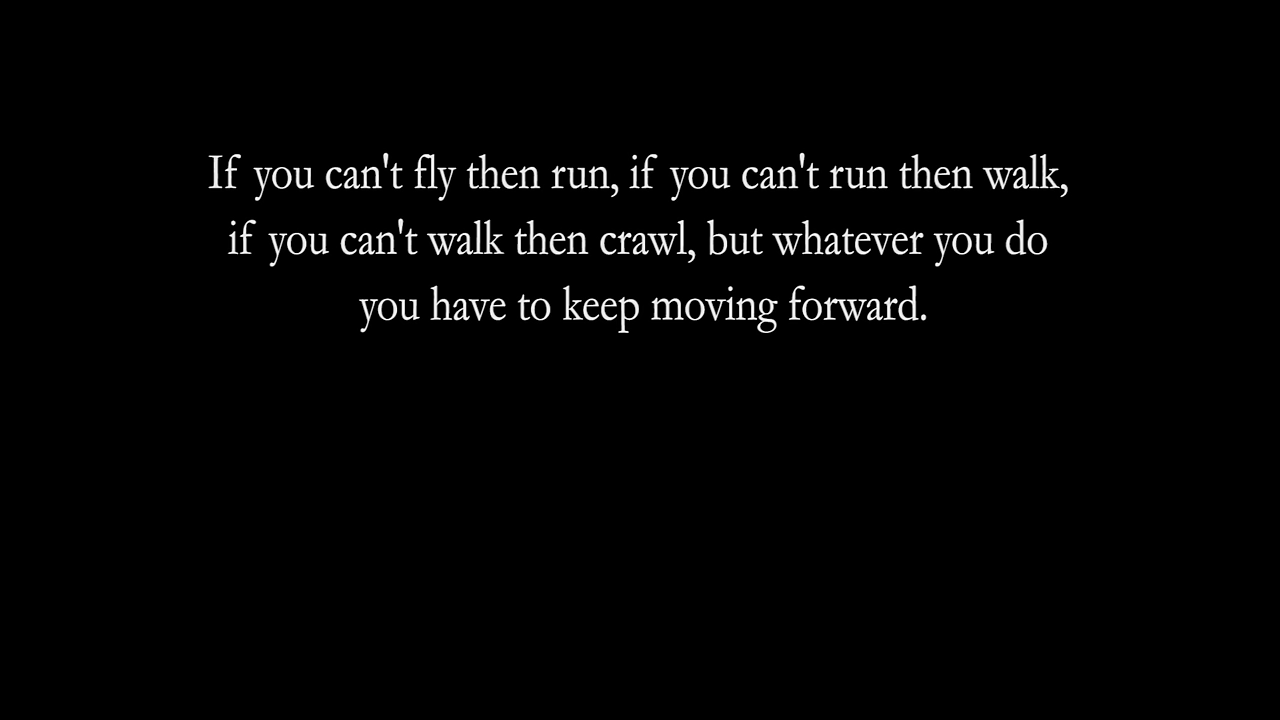 If you can't fly then run, if you can't run then walk,
if you can't walk then crawl, but whatever you do
you have to keep moving forward.